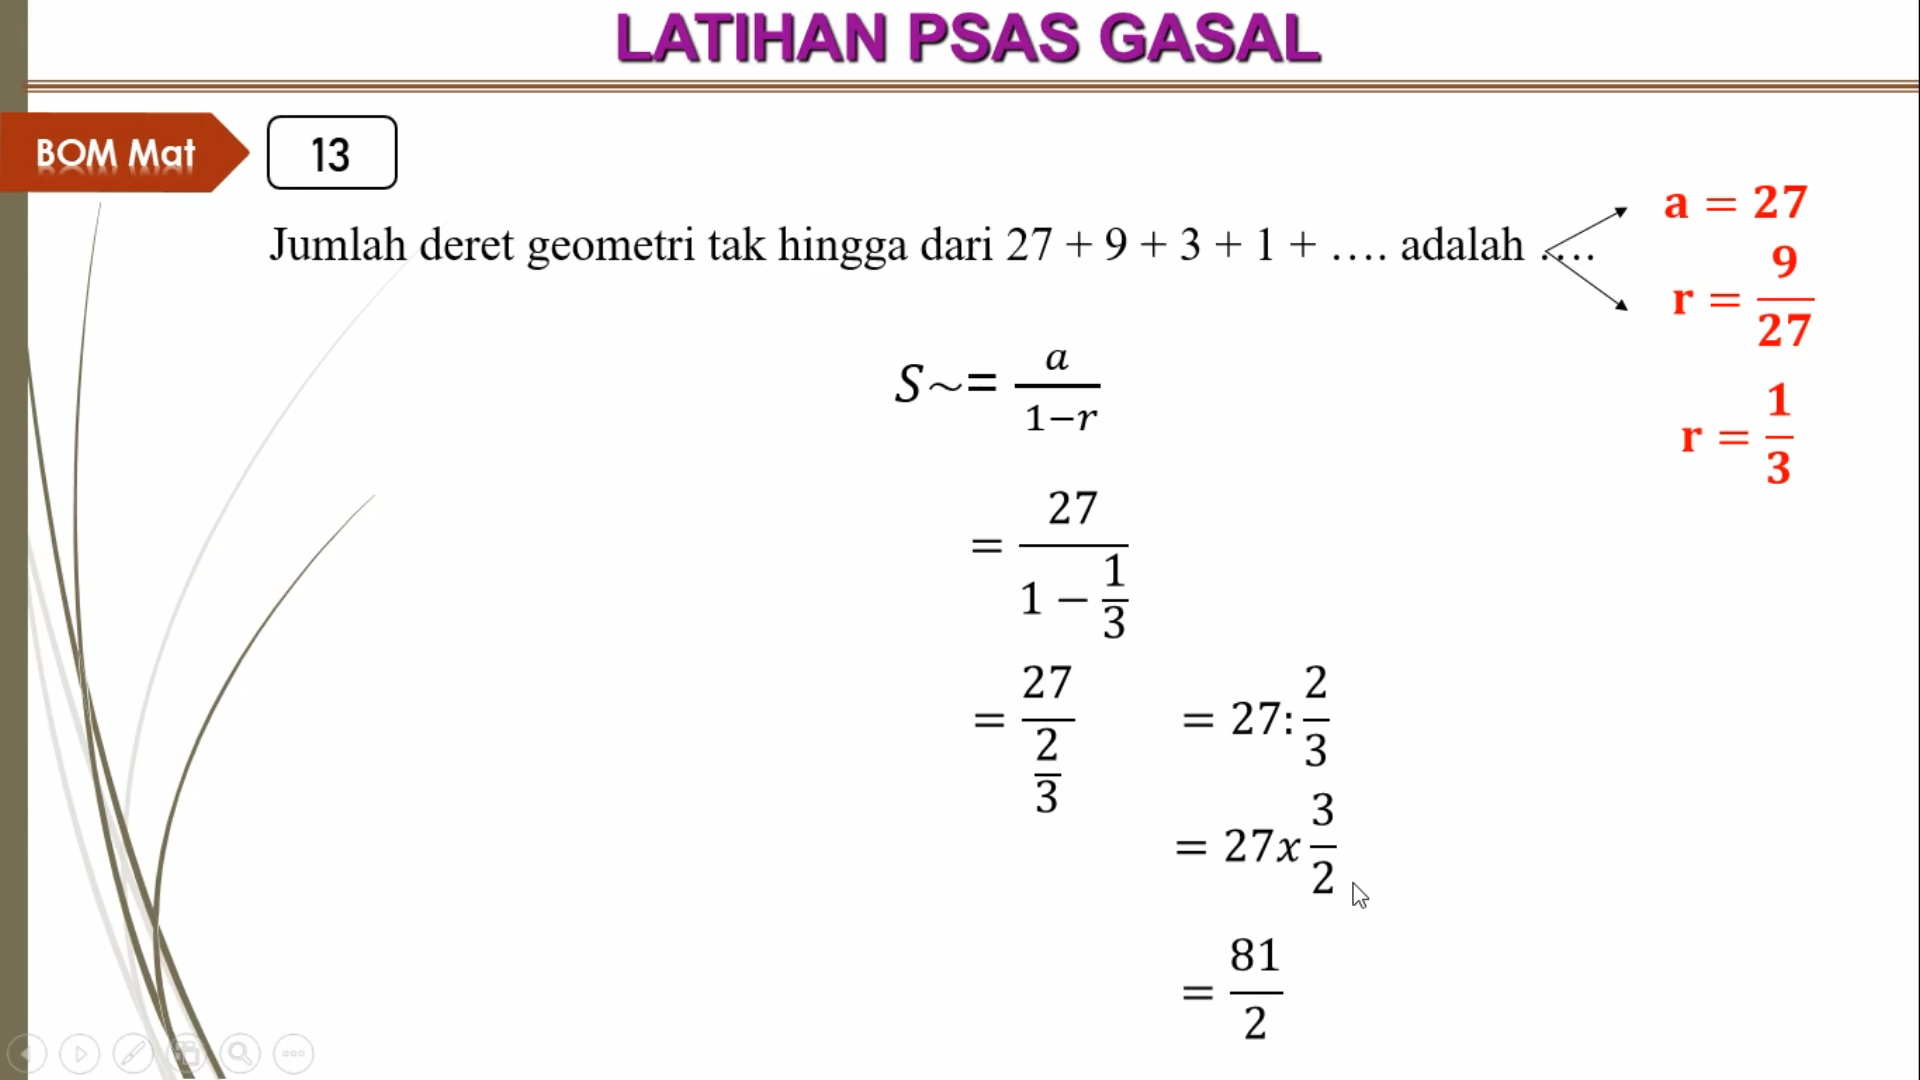 LATIHAN PSAS GASAL
BOM Mat
13
Jumlah deret geometri tak hingga dari 27 + 9 + 3 + 1 + …. adalah ….
a = 27
r = 9/27
r = 1/3
S~= a/(1−r)
= 27/(1 − 1/3)
= 27/(2/3)
= 27: 2/3
= 27x 3/2
= 81/2